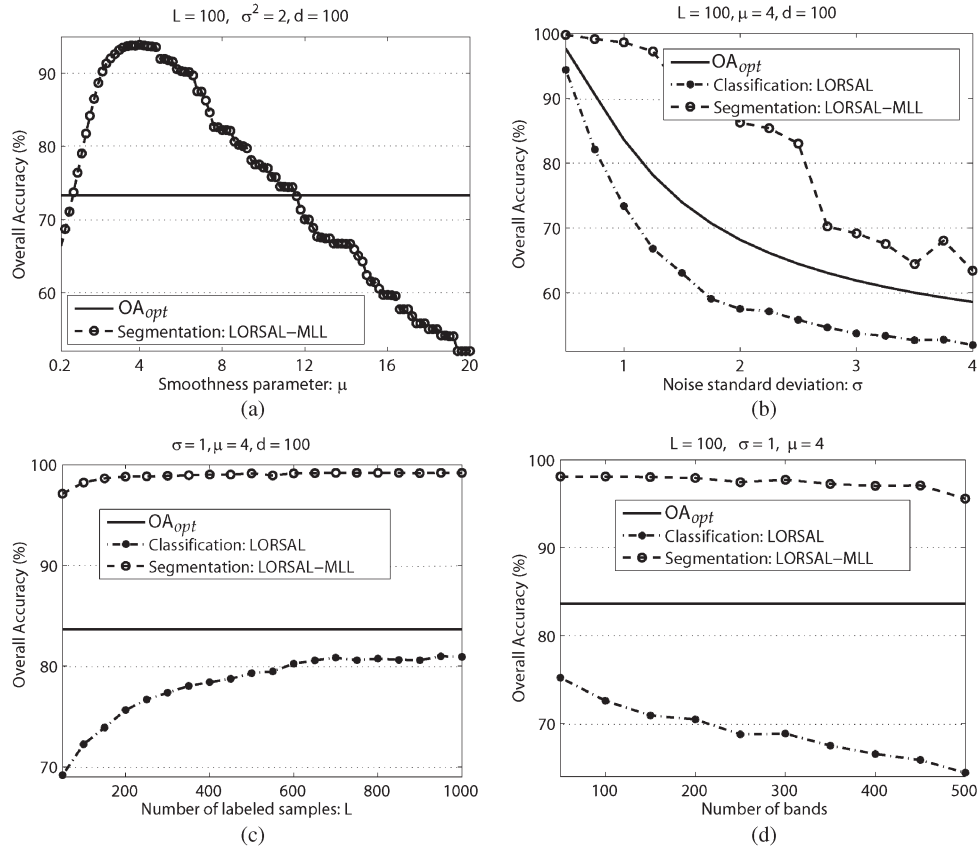 L = 100, σ² = 2, d = 100
Overall Accuracy (%)
90
80
70
60
OAopt
Segmentation: LORSAL−MLL
0.2 4 8 12 16 20
Smoothness parameter: μ
(a)
L = 100, μ = 4, d = 100
Overall Accuracy (%)
100
90
80
70
60
OAopt
Classification: LORSAL
Segmentation: LORSAL−MLL
1 2 3 4
Noise standard deviation: σ
(b)
σ = 1, μ = 4, d = 100
Overall Accuracy (%)
100
90
80
70
OAopt
Classification: LORSAL
Segmentation: LORSAL−MLL
200 400 600 800 1000
Number of labeled samples: L
(c)
L = 100, σ = 1, μ = 4
Overall Accuracy (%)
100
90
80
70
OAopt
Classification: LORSAL
Segmentation: LORSAL−MLL
100 200 300 400 500
Number of bands
(d)